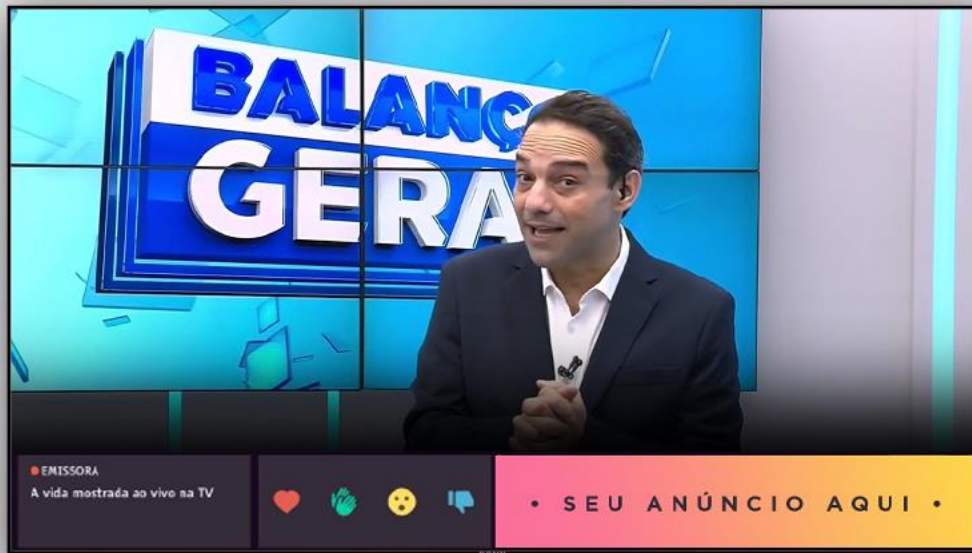 BALANÇ
GERA
EMISSORA
A vida mostrada ao vivo na TV
• SEU ANÚNCIO AQUI •